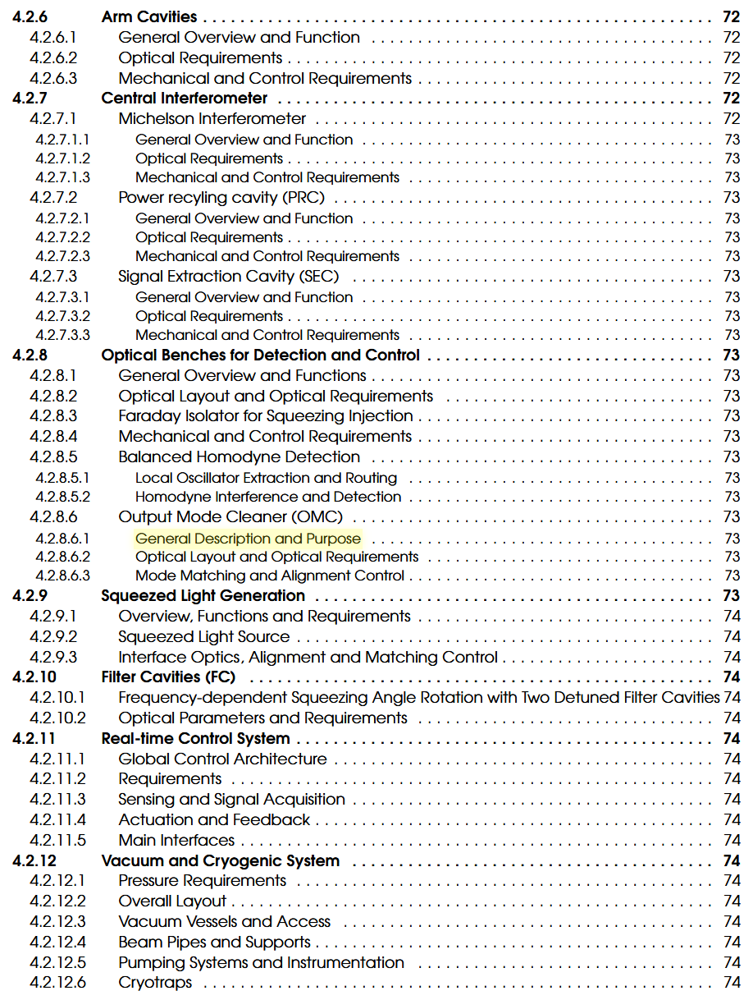 4.2.6 Arm Cavities . . . . . . . . . . . . . . . . . . . . . . . . . . . . . . 72
4.2.6.1 General Overview and Function . . . . . . . . . . . . . . . . . . . . 72
4.2.6.2 Optical Requirements . . . . . . . . . . . . . . . . . . . . 72
4.2.6.3 Mechanical and Control Requirements . . . . . . . . . . . . . . . . . . . . 72
4.2.7 Central Interferometer . . . . . . . . . . . . . . . . . . . . 72
4.2.7.1 Michelson Interferometer . . . . . . . . . . . . . . . . . . . . 72
4.2.7.1.1 General Overview and Function . . . . . . . . . . . . . . . . . . . . 73
4.2.7.1.2 Optical Requirements . . . . . . . . . . . . . . . . . . . . 73
4.2.7.1.3 Mechanical and Control Requirements . . . . . . . . . . . . . . . . . . . . 73
4.2.7.2 Power recyling cavity (PRC) . . . . . . . . . . . . . . . . . . . . 73
4.2.7.2.1 General Overview and Function . . . . . . . . . . . . . . . . . . . . 73
4.2.7.2.2 Optical Requirements . . . . . . . . . . . . . . . . . . . . 73
4.2.7.2.3 Mechanical and Control Requirements . . . . . . . . . . . . . . . . . . . . 73
4.2.7.3 Signal Extraction Cavity (SEC) . . . . . . . . . . . . . . . . . . . . 73
4.2.7.3.1 General Overview and Function . . . . . . . . . . . . . . . . . . . . 73
4.2.7.3.2 Optical Requirements . . . . . . . . . . . . . . . . . . . . 73
4.2.7.3.3 Mechanical and Control Requirements . . . . . . . . . . . . . . . . . . . . 73
4.2.8 Optical Benches for Detection and Control . . . . . . . . . . . . . . . . . . . . 73
4.2.8.1 General Overview and Functions . . . . . . . . . . . . . . . . . . . . 73
4.2.8.2 Optical Layout and Optical Requirements . . . . . . . . . . . . . . . . . . . . 73
4.2.8.3 Faraday Isolator for Squeezing Injection . . . . . . . . . . . . . . . . . . . . 73
4.2.8.4 Mechanical and Control Requirements . . . . . . . . . . . . . . . . . . . . 73
4.2.8.5 Balanced Homodyne Detection . . . . . . . . . . . . . . . . . . . . 73
4.2.8.5.1 Local Oscillator Extraction and Routing . . . . . . . . . . . . . . . . . . . . 73
4.2.8.5.2 Homodyne Interference and Detection . . . . . . . . . . . . . . . . . . . . 73
4.2.8.6 Output Mode Cleaner (OMC) . . . . . . . . . . . . . . . . . . . . 73
4.2.8.6.1 General Description and Purpose . . . . . . . . . . . . . . . . . . . . 73
4.2.8.6.2 Optical Layout and Optical Requirements . . . . . . . . . . . . . . . . . . . . 73
4.2.8.6.3 Mode Matching and Alignment Control . . . . . . . . . . . . . . . . . . . . 73
4.2.9 Squeezed Light Generation . . . . . . . . . . . . . . . . . . . . 73
4.2.9.1 Overview, Functions and Requirements . . . . . . . . . . . . . . . . . . . . 74
4.2.9.2 Squeezed Light Source . . . . . . . . . . . . . . . . . . . . 74
4.2.9.3 Interface Optics, Alignment and Matching Control . . . . . . . . . . . . . . . . . . . . 74
4.2.10 Filter Cavities (FC) . . . . . . . . . . . . . . . . . . . . 74
4.2.10.1 Frequency-dependent Squeezing Angle Rotation with Two Detuned Filter Cavities 74
4.2.10.2 Optical Parameters and Requirements . . . . . . . . . . . . . . . . . . . . 74
4.2.11 Real-time Control System . . . . . . . . . . . . . . . . . . . . 74
4.2.11.1 Global Control Architecture . . . . . . . . . . . . . . . . . . . . 74
4.2.11.2 Requirements . . . . . . . . . . . . . . . . . . . . 74
4.2.11.3 Sensing and Signal Acquisition . . . . . . . . . . . . . . . . . . . . 74
4.2.11.4 Actuation and Feedback . . . . . . . . . . . . . . . . . . . . 74
4.2.11.5 Main Interfaces . . . . . . . . . . . . . . . . . . . . 74
4.2.12 Vacuum and Cryogenic System . . . . . . . . . . . . . . . . . . . . 74
4.2.12.1 Pressure Requirements . . . . . . . . . . . . . . . . . . . . 74
4.2.12.2 Overall Layout . . . . . . . . . . . . . . . . . . . . 74
4.2.12.3 Vacuum Vessels and Access . . . . . . . . . . . . . . . . . . . . 74
4.2.12.4 Beam Pipes and Supports . . . . . . . . . . . . . . . . . . . . 74
4.2.12.5 Pumping Systems and Instrumentation . . . . . . . . . . . . . . . . . . . . 74
4.2.12.6 Cryotraps . . . . . . . . . . . . . . . . . . . . 74